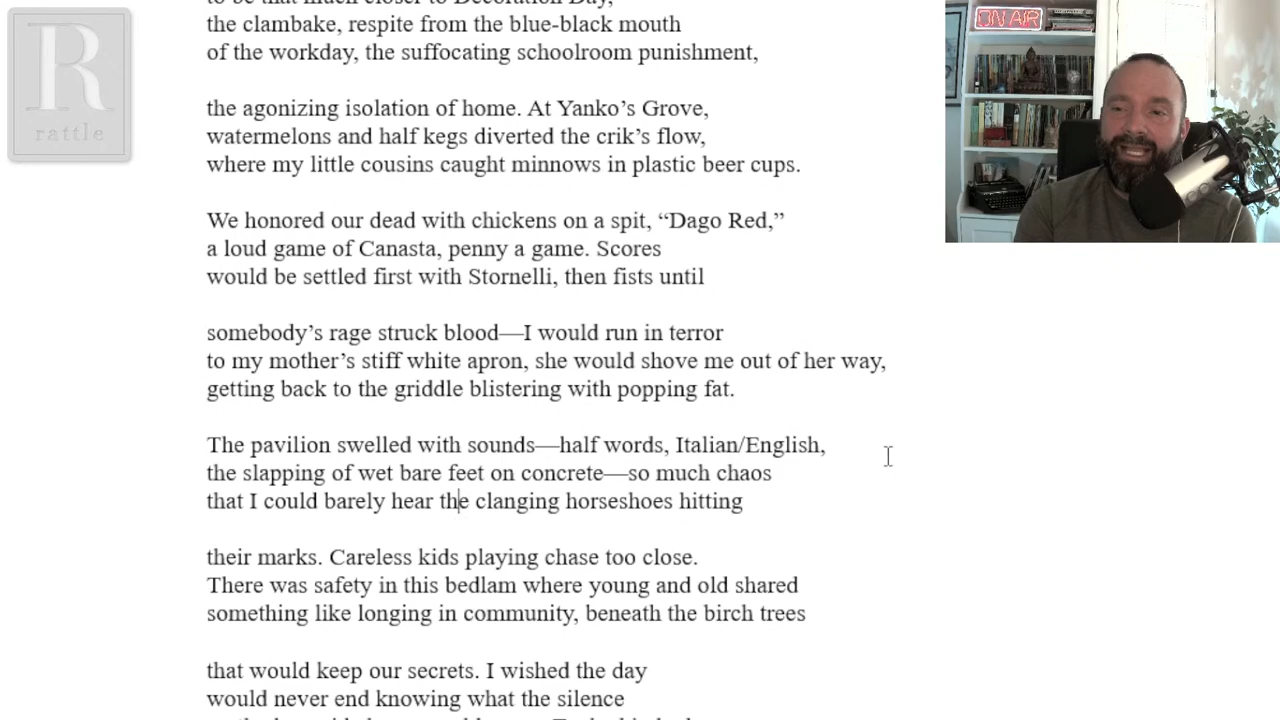 R
rattle
ON AIR
to be that much closer to Decoration Day,
the clambake, respite from the blue-black mouth
of the workday, the suffocating schoolroom punishment,
the agonizing isolation of home. At Yanko’s Grove,
watermelons and half kegs diverted the crik’s flow,
where my little cousins caught minnows in plastic beer cups.
We honored our dead with chickens on a spit, “Dago Red,”
a loud game of Canasta, penny a game. Scores
would be settled first with Stornelli, then fists until
somebody’s rage struck blood—I would run in terror
to my mother’s stiff white apron, she would shove me out of her way,
getting back to the griddle blistering with popping fat.
The pavilion swelled with sounds—half words, Italian/English,
the slapping of wet bare feet on concrete—so much chaos
that I could barely hear the clanging horseshoes hitting
their marks. Careless kids playing chase too close.
There was safety in this bedlam where young and old shared
something like longing in community, beneath the birch trees
that would keep our secrets. I wished the day
would never end knowing what the silence